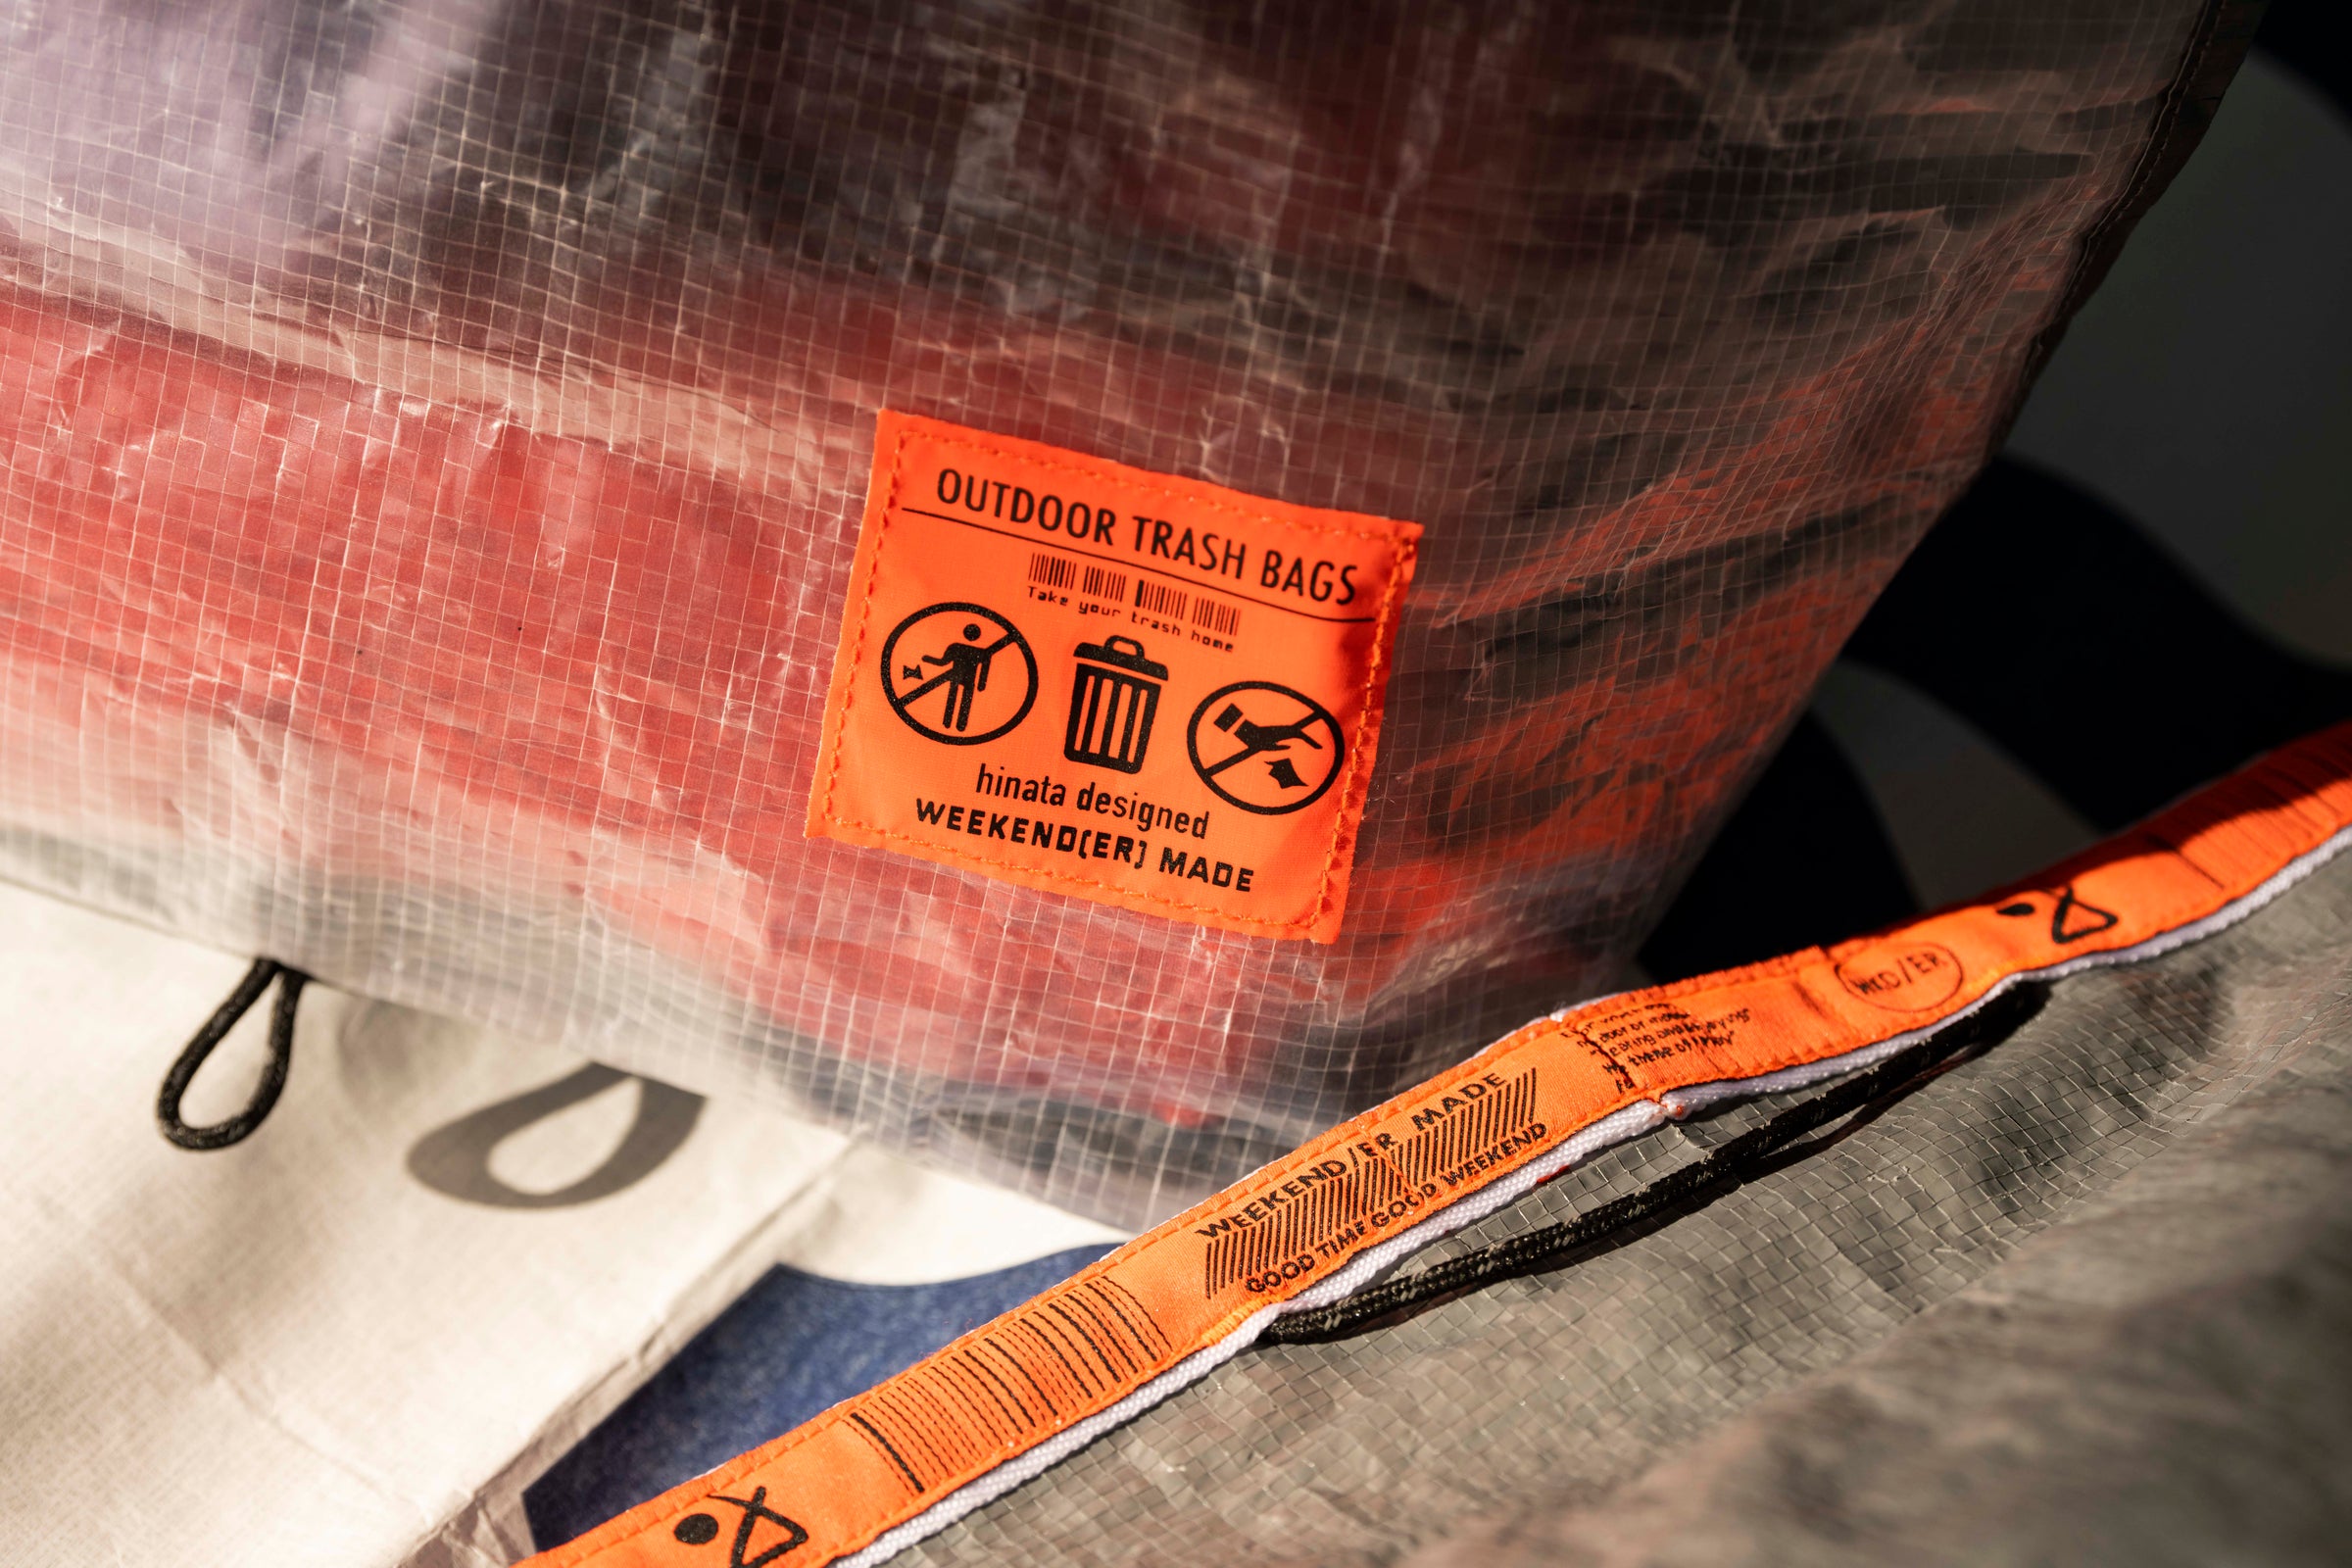 OUTDOOR TRASH BAGS
Take your trash home
hinata designed
WEEKEND(ER) MADE
WKD/ER
WEEKEND/ER MADE
GOOD TIME GOOD WEEKEND